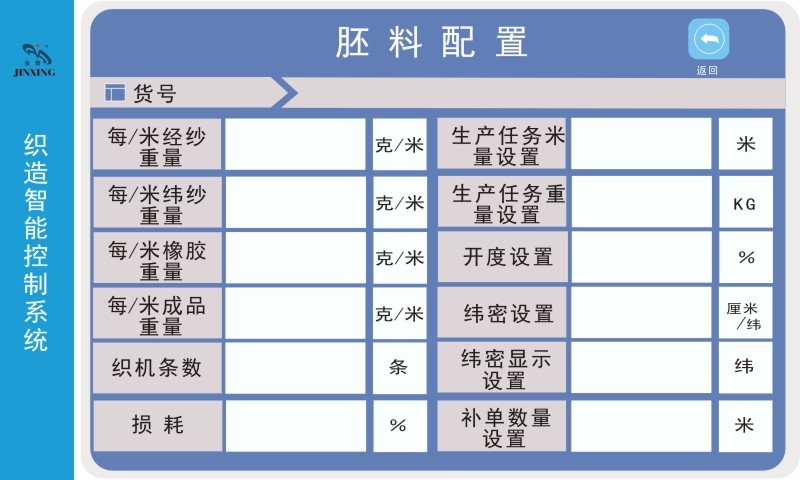 胚料配置
返回
JINXING
织造智能控制系统
货号
每/米经纱
重量
克/米
生产任务米
量设置
米
每/米纬纱
重量
克/米
生产任务重
量设置
KG
每/米橡胶
重量
克/米
开度设置
%
每/米成品
重量
克/米
纬密设置
厘米
/纬
织机条数
条
纬密显示
设置
纬
损耗
%
补单数量
设置
米